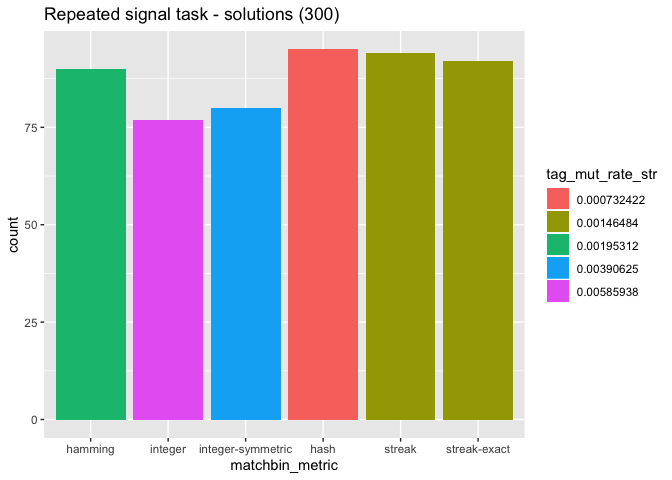 Repeated signal task - solutions (300)
count
75
50
25
0
hamming integer integer-symmetric hash streak streak-exact
matchbin_metric
tag_mut_rate_str
0.000732422
0.00146484
0.00195312
0.00390625
0.00585938